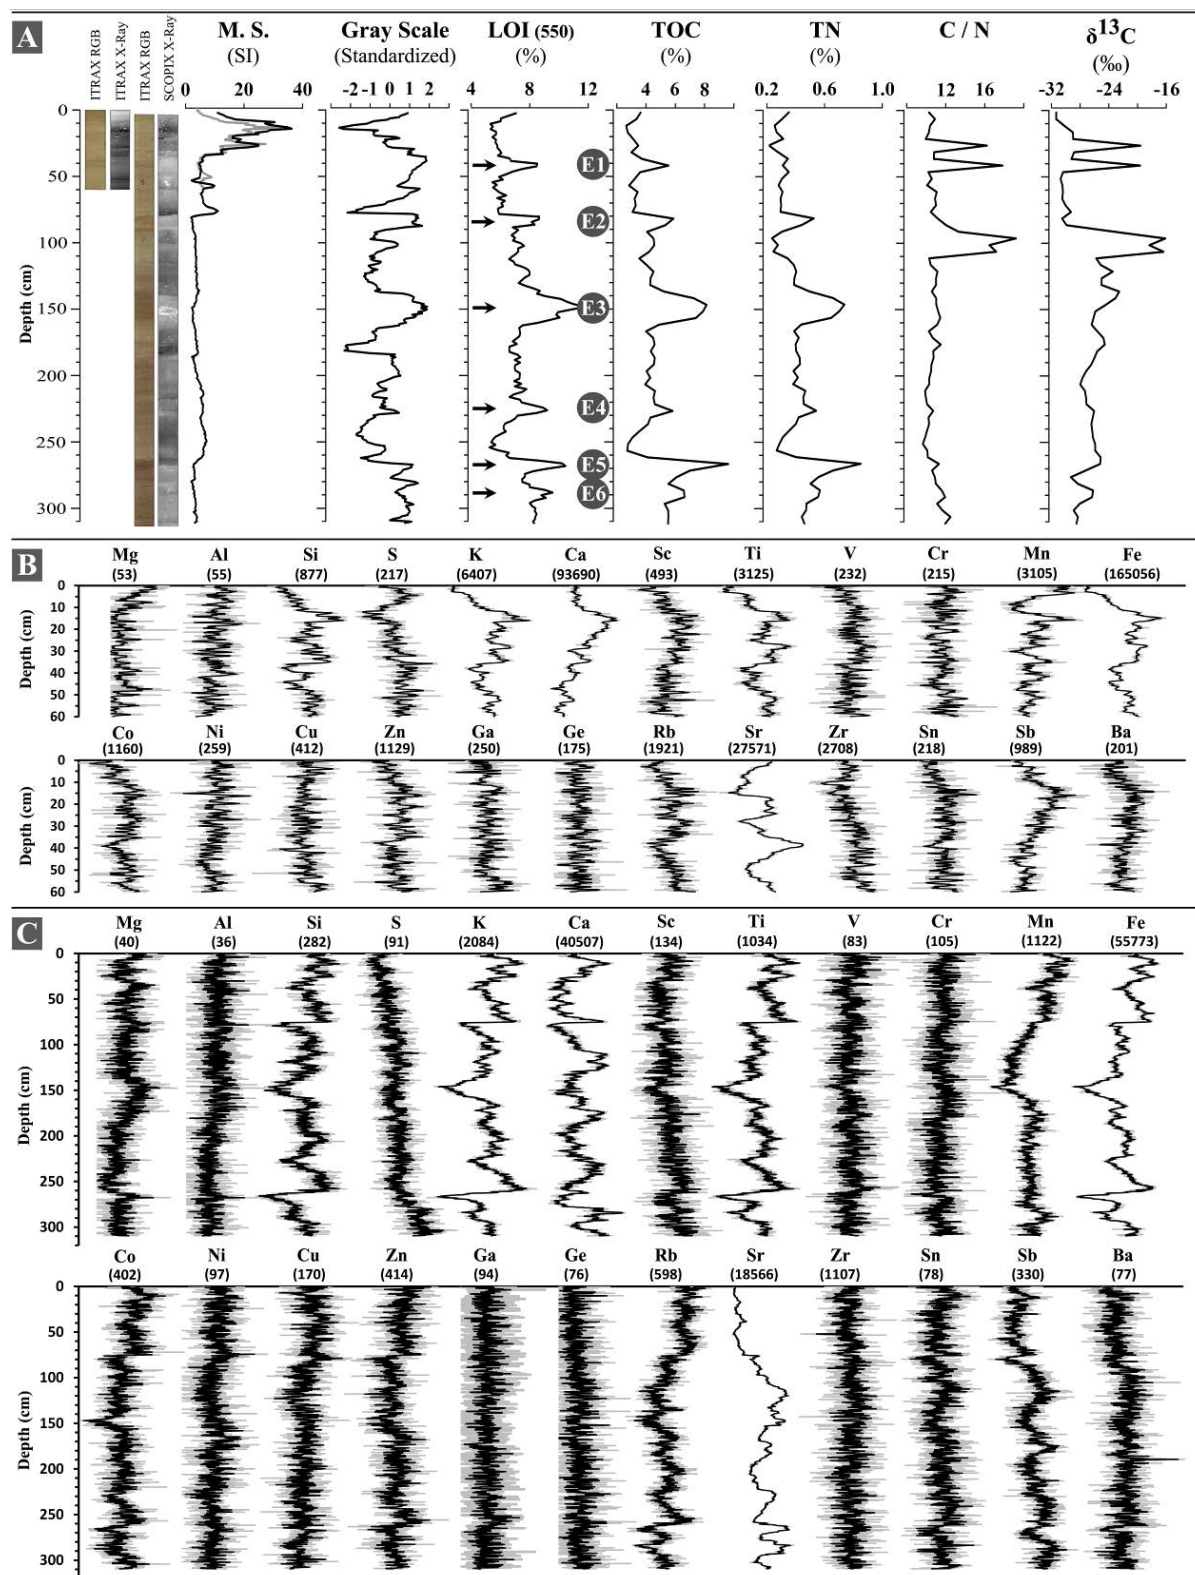 A
ITRAX RGB
ITRAX X-Ray
ITRAX RGB
SCOPIX X-Ray
M. S. Gray Scale LOI (550) TOC TN C / N δ13C
(SI) (Standardized) (%) (%) (%) (‰)
0 20 40 -2 -1 0 1 2 4 8 12 4 6 8 0.2 0.6 1.0 12 16 -32 -24 -16
0
E1
50
E2
100
150 E3
200
E4
250
E5
E6
300
Depth (cm)
B
Mg Al Si S K Ca Sc Ti V Cr Mn Fe
(53) (55) (877) (217) (6407) (93690) (493) (3125) (232) (215) (3105) (165056)
0
10
20
30
40
50
60
Depth (cm)
Co Ni Cu Zn Ga Ge Rb Sr Zr Sn Sb Ba
(1160) (259) (412) (1129) (250) (175) (1921) (27571) (2708) (218) (989) (201)
0
10
20
30
40
50
60
Depth (cm)
C
Mg Al Si S K Ca Sc Ti V Cr Mn Fe
(40) (36) (282) (91) (2084) (40507) (134) (1034) (83) (105) (1122) (55773)
0
50
100
150
200
250
300
Depth (cm)
Co Ni Cu Zn Ga Ge Rb Sr Zr Sn Sb Ba
(402) (97) (170) (414) (94) (76) (598) (18566) (1107) (78) (330) (77)
0
50
100
150
200
250
300
Depth (cm)